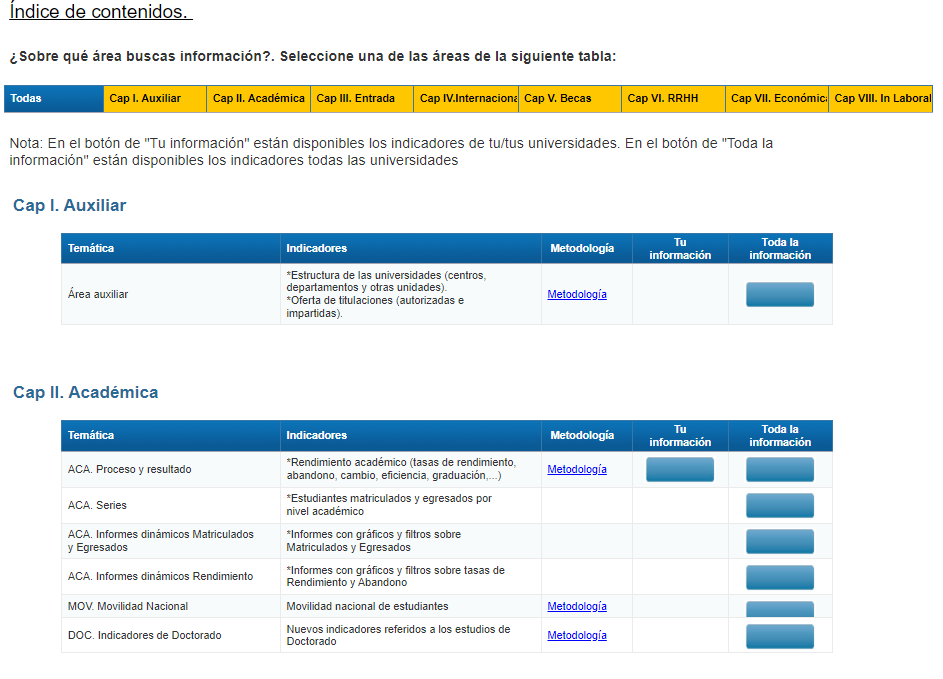 Índice de contenidos.
¿Sobre qué área buscas información?. Seleccione una de las áreas de la siguiente tabla:
Todas Cap I. Auxiliar Cap II. Académica Cap III. Entrada Cap IV.Internaciona Cap V. Becas Cap VI. RRHH Cap VII. Económica Cap VIII. In Laboral
Nota: En el botón de "Tu información" están disponibles los indicadores de tu/tus universidades. En el botón de "Toda la
información" están disponibles los indicadores todas las universidades
Cap I. Auxiliar
Temática Indicadores Metodología Tu información Toda la información
Área auxiliar
*Estructura de las universidades (centros,
departamentos y otras unidades).
*Oferta de titulaciones (autorizadas e
impartidas).
Metodología
Cap II. Académica
Temática Indicadores Metodología Tu información Toda la información
ACA. Proceso y resultado
*Rendimiento académico (tasas de rendimiento,
abandono, cambio, eficiencia, graduación,...)
Metodología
ACA. Series
*Estudiantes matriculados y egresados por
nivel académico
ACA. Informes dinámicos Matriculados
y Egresados
*Informes con gráficos y filtros sobre
Matriculados y Egresados
ACA. Informes dinámicos Rendimiento
*Informes con gráficos y filtros sobre tasas de
Rendimiento y Abandono
MOV. Movilidad Nacional
Movilidad nacional de estudiantes
Metodología
DOC. Indicadores de Doctorado
Nuevos indicadores referidos a los estudios de
Doctorado
Metodología